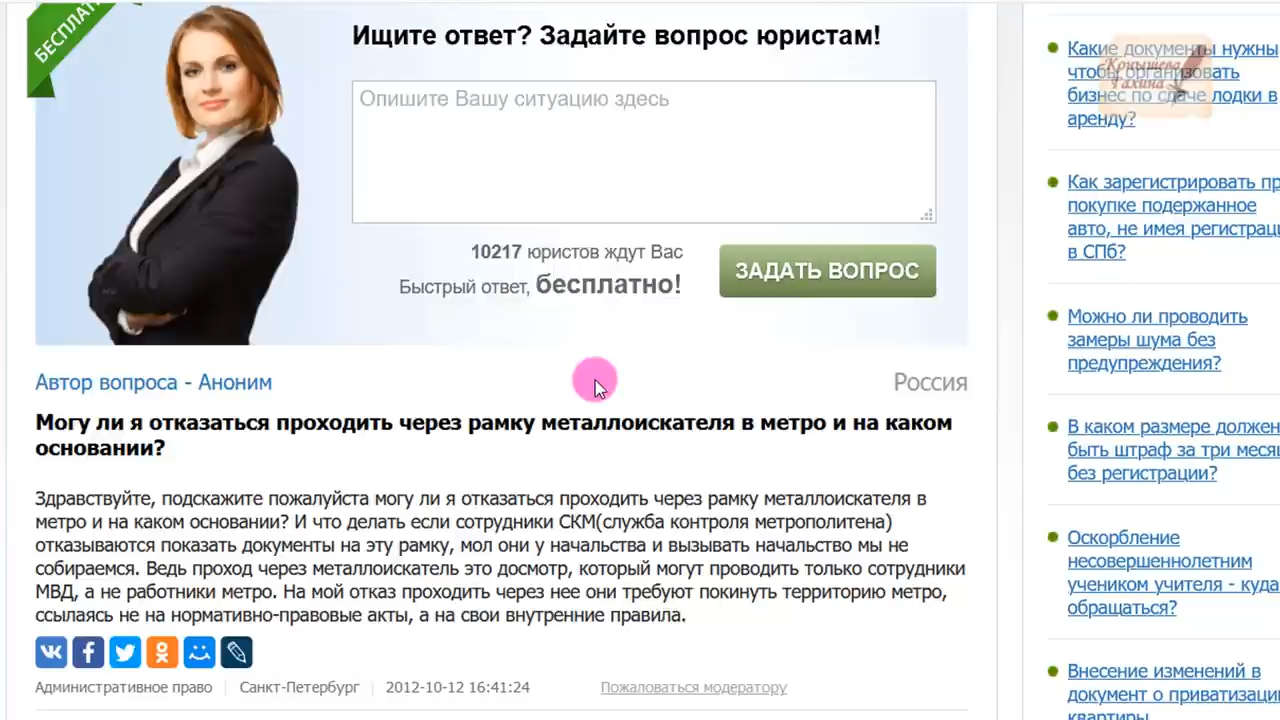 БЕСПЛАТ
Ищите ответ? Задайте вопрос юристам!
Опишите Вашу ситуацию здесь
10217 юристов ждут Вас
Быстрый ответ, бесплатно!
ЗАДАТЬ ВОПРОС
Автор вопроса - Аноним
Россия
Могу ли я отказаться проходить через рамку металлоискателя в метро и на каком
основании?
Здравствуйте, подскажите пожалуйста могу ли я отказаться проходить через рамку металлоискателя в
метро и на каком основании? И что делать если сотрудники СКМ(служба контроля метрополитена)
отказываются показать документы на эту рамку, мол они у начальства и вызывать начальство мы не
собираемся. Ведь проход через металлоискатель это досмотр, который могут проводить только сотрудники
МВД, а не работники метро. На мой отказ проходить через нее они требуют покинуть территорию метро,
ссылаясь не на нормативно-правовые акты, а на свои внутренние правила.
Административное право
Санкт-Петербург
2012-10-12 16:41:24
Пожаловаться модератору
Какие документы нужны
чтобы организовать
бизнес по сдаче лодки в
аренду?
Как зарегистрировать пр
покупке подержанное
авто, не имея регистраци
в СПб?
Можно ли проводить
замеры шума без
предупреждения?
В каком размере должен
быть штраф за три меся
без регистрации?
Оскорбление
несовершеннолетним
учеником учителя - куда
обращаться?
Внесение изменений в
документ о приватизаци
квартиры